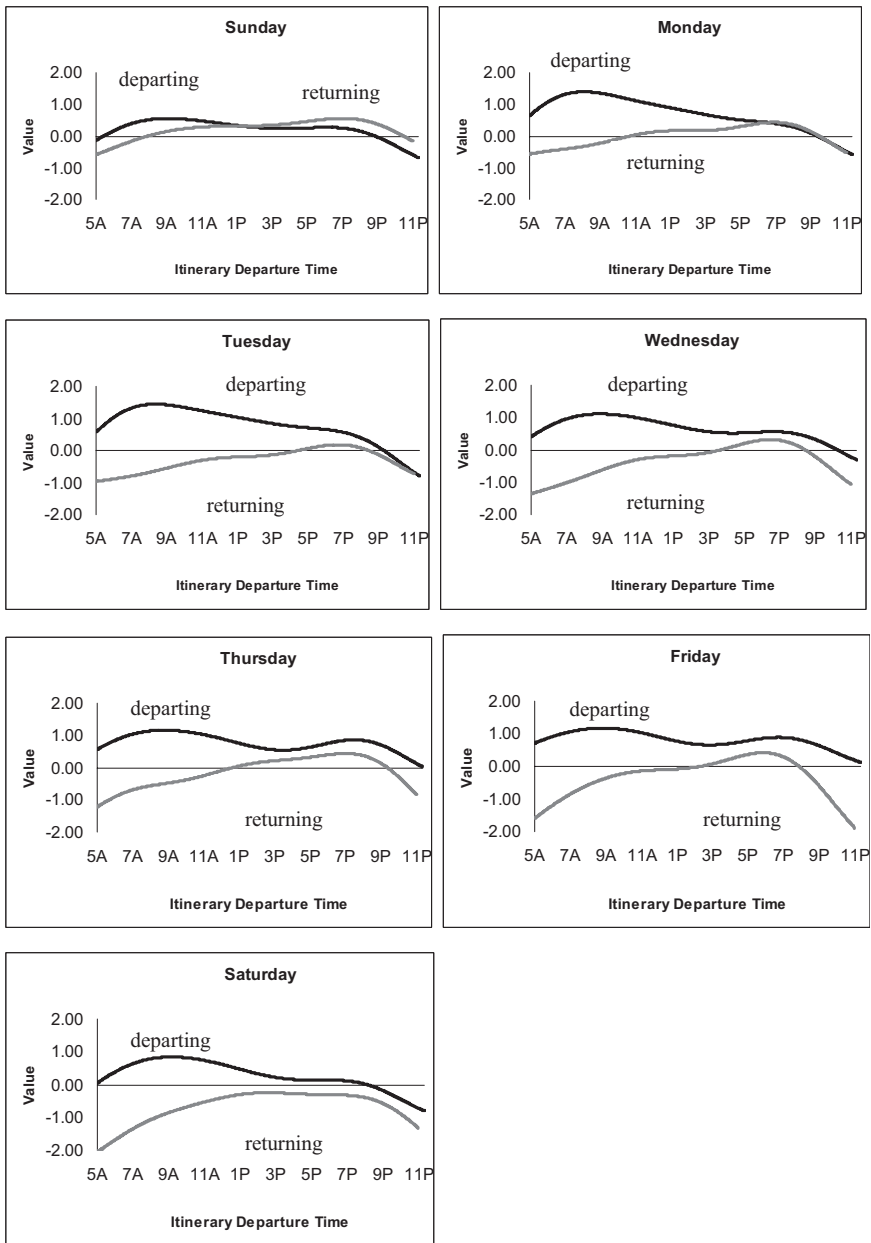 Sunday
departing
returning
2.00
1.00
0.00
-1.00
-2.00
Value
5A 7A 9A 11A 1P 3P 5P 7P 9P 11P
Itinerary Departure Time
Monday
departing
returning
2.00
1.00
0.00
-1.00
-2.00
Value
5A 7A 9A 11A 1P 3P 5P 7P 9P 11P
Itinerary Departure Time
Tuesday
departing
returning
2.00
1.00
0.00
-1.00
-2.00
Value
5A 7A 9A 11A 1P 3P 5P 7P 9P 11P
Itinerary Departure Time
Wednesday
departing
returning
2.00
1.00
0.00
-1.00
-2.00
Value
5A 7A 9A 11A 1P 3P 5P 7P 9P 11P
Itinerary Departure Time
Thursday
departing
returning
2.00
1.00
0.00
-1.00
-2.00
Value
5A 7A 9A 11A 1P 3P 5P 7P 9P 11P
Itinerary Departure Time
Friday
departing
returning
2.00
1.00
0.00
-1.00
-2.00
Value
5A 7A 9A 11A 1P 3P 5P 7P 9P 11P
Itinerary Departure Time
Saturday
departing
returning
2.00
1.00
0.00
-1.00
-2.00
Value
5A 7A 9A 11A 1P 3P 5P 7P 9P 11P
Itinerary Departure Time